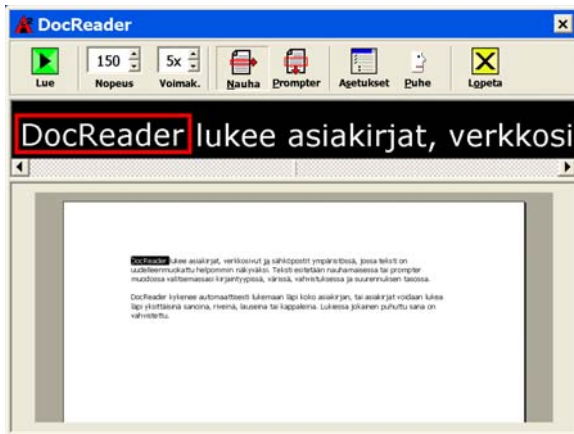 DocReader
150 5x
Lue Nopeus Voimak. Nauha Prompter Asetukset Puhe Lopeta
DocReader lukee asiakirjat, verkkosi
DocReader lukee asiakirjat, verkkosivut ja sähköpostit ympäristössä, jossa teksti on
uudelleenmuokattu helpommin näkyväksi. Teksti esitetään nauhamaisessa tai prompter
muodossa valitsemassasi kirjaintyypissä, värissä, vahvistuksessa ja suurennuksen tasossa.
DocReader kykenee automaattisesti lukemaan läpi koko asiakirjan, tai asiakirjat voidaan lukea
läpi yksittäisinä sanoina, riveinä, lauseina tai kappaleina. Lukiessa jokainen puhuttu sana on
vahvistettu.